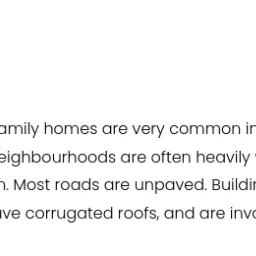 amily homes are very common in
eighbourhoods are often heavily
n. Most roads are unpaved. Buildin
ave corrugated roofs, and are inv